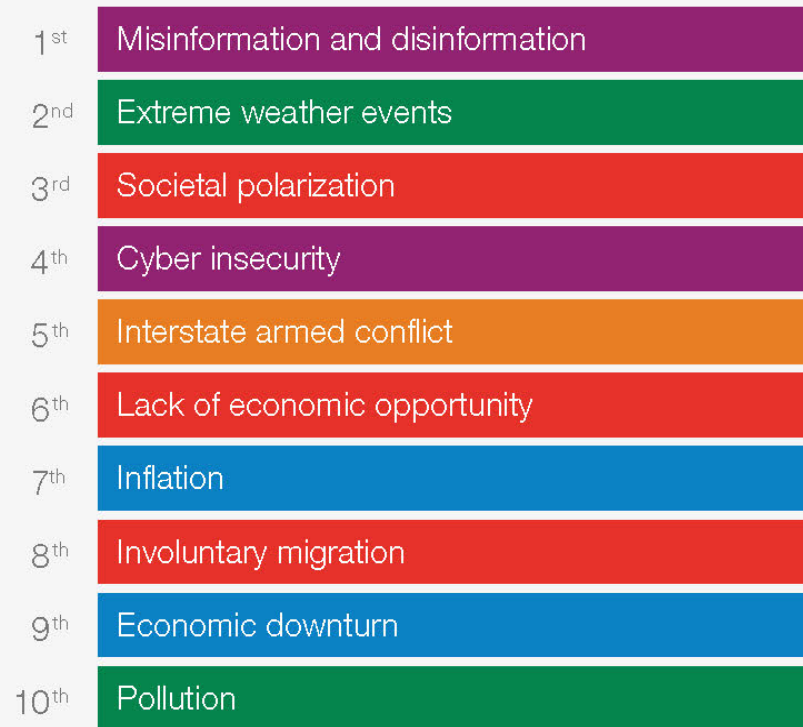 1st Misinformation and disinformation
2nd Extreme weather events
3rd Societal polarization
4th Cyber insecurity
5th Interstate armed conflict
6th Lack of economic opportunity
7th Inflation
8th Involuntary migration
9th Economic downturn
10th Pollution